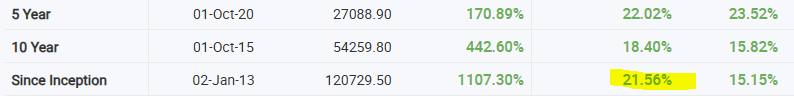 5 Year 01-Oct-20 27088.90 170.89% 22.02% 23.52%
10 Year 01-Oct-15 54259.80 442.60% 18.40% 15.82%
Since Inception 02-Jan-13 120729.50 1107.30% 21.56% 15.15%